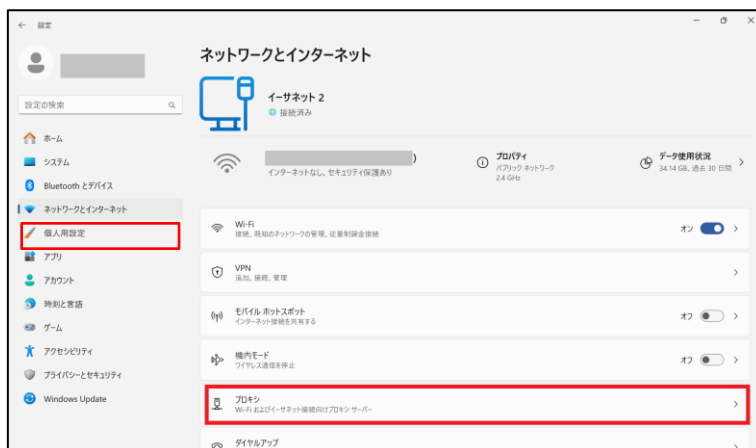 設定
設定の検索
ホーム
システム
Bluetooth とデバイス
ネットワークとインターネット
個人用設定
アプリ
アカウント
時刻と言語
ゲーム
アクセシビリティ
プライバシーとセキュリティ
Windows Update
ネットワークとインターネット
イーサネット 2
接続済み
)
インターネットなし、セキュリティ保護あり
プロパティ
パブリック ネットワーク
2.4 GHz
データ使用状況
34.14 GB, 過去 30 日間
Wi-Fi
接続、既知のネットワークの管理、従量制課金接続
オン
VPN
追加、接続、管理
モバイル ホットスポット
インターネット接続を共有する
オフ
機内モード
ワイヤレス通信を停止
オフ
プロキシ
Wi-Fi およびイーサネット接続向けプロキシ サーバー
ダイヤルアップ